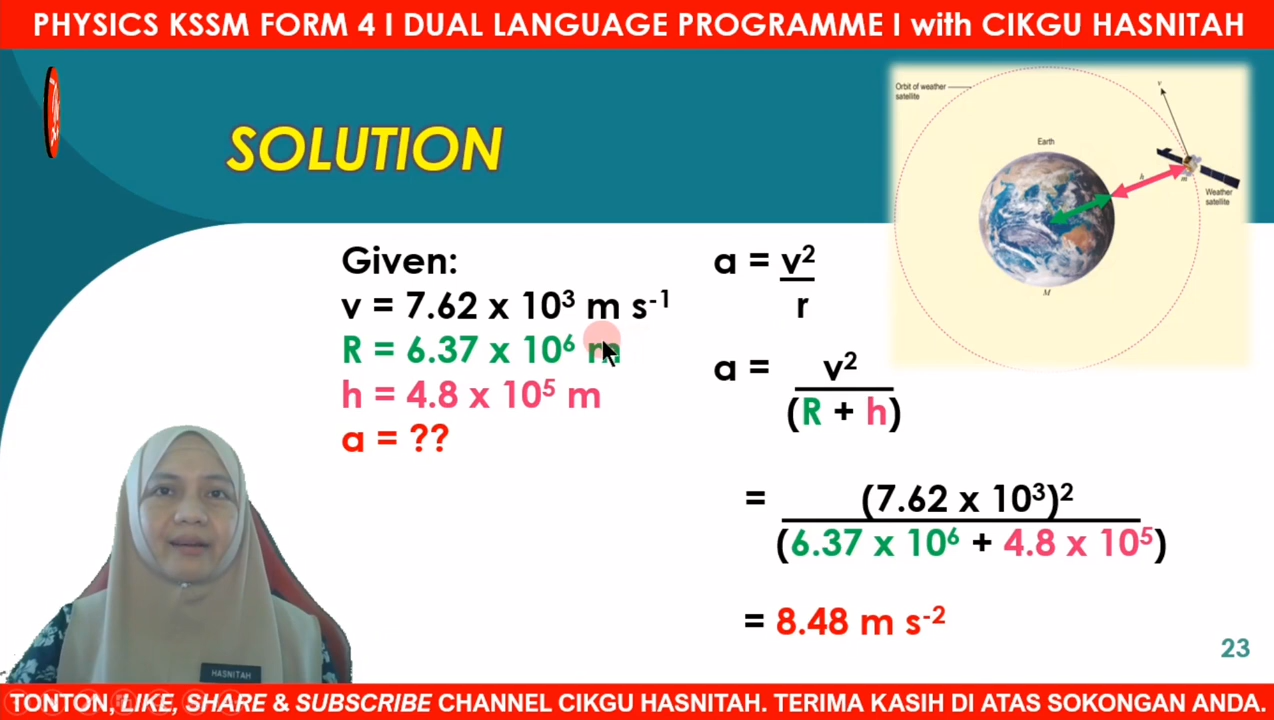 PHYSICS KSSM FORM 4 I DUAL LANGUAGE PROGRAMME I with CIKGU HASNITAH
SOLUTION
Orbit of weather
satellite
v
Earth
h
m
Weather
satellite
M
Given:
v = 7.62 x 10³ m s⁻¹
R = 6.37 x 10⁶ m
h = 4.8 x 10⁵ m
a = ??
a = v²
r
a = v²
(R + h)
= (7.62 x 10³)²
(6.37 x 10⁶ + 4.8 x 10⁵)
= 8.48 m s⁻²
HASNITAH
23
TONTON, LIKE, SHARE & SUBSCRIBE CHANNEL CIKGU HASNITAH. TERIMA KASIH DI ATAS SOKONGAN ANDA.